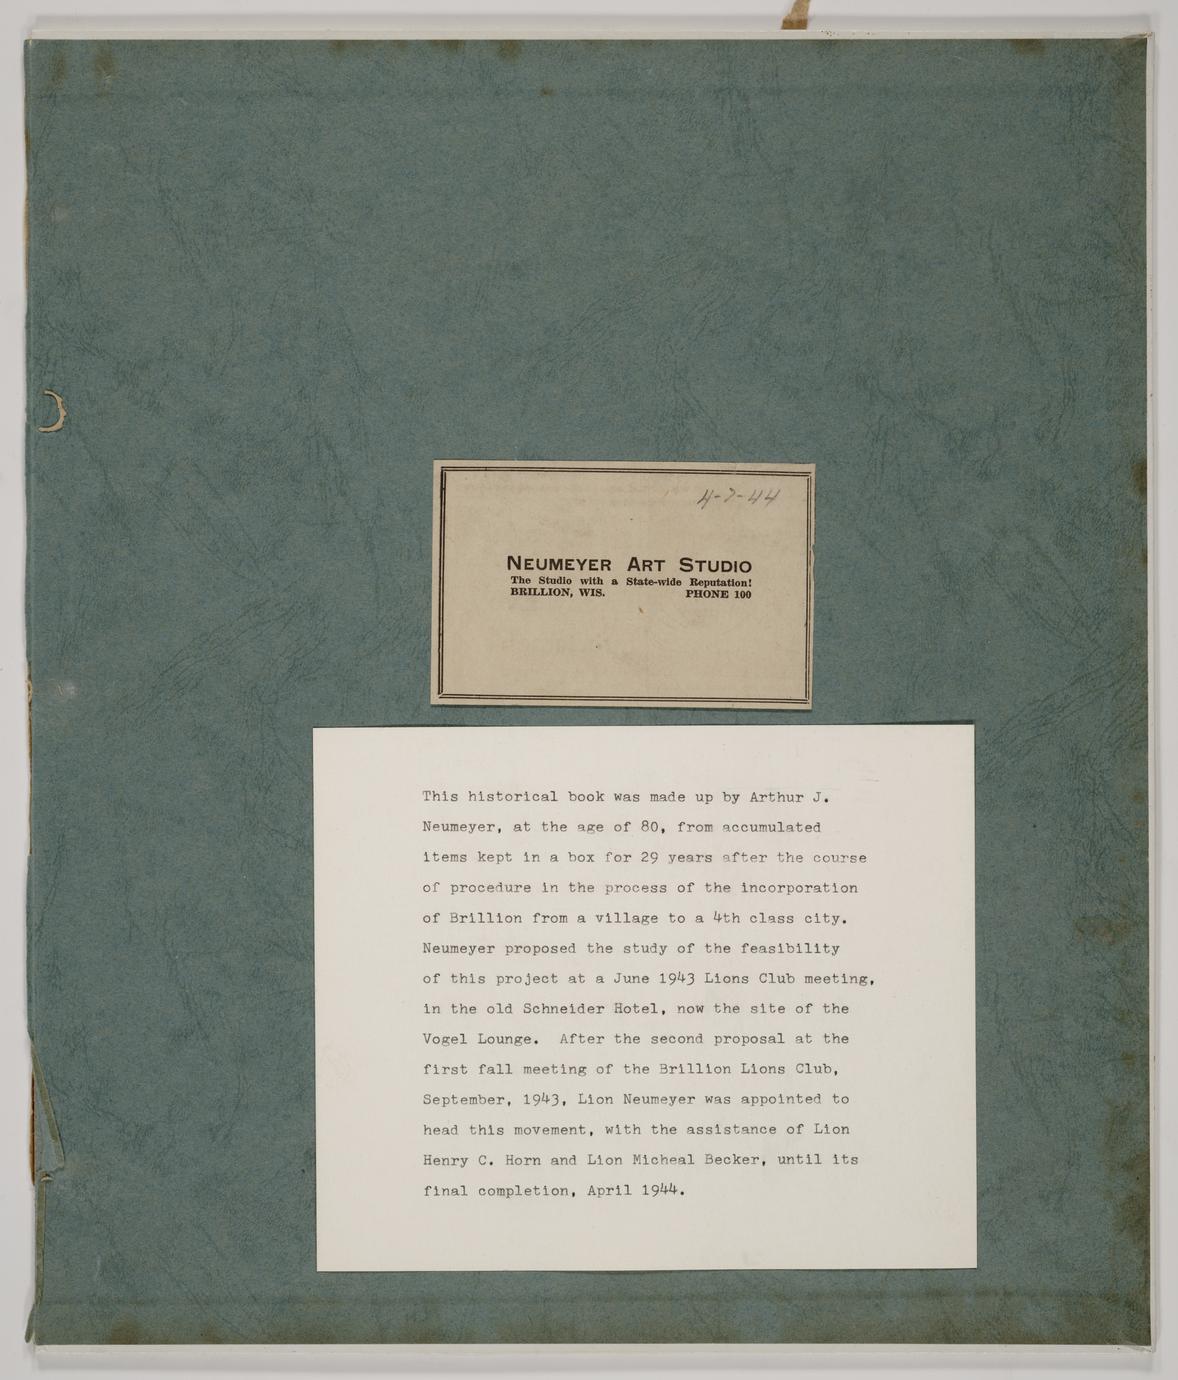 4-7-44
NEUMEYER ART STUDIO
The Studio with a State-wide Reputation!
BRILLION, WIS. PHONE 100
This historical book was made up by Arthur J.
Neumeyer, at the age of 80, from accumulated
items kept in a box for 29 years after the course
of procedure in the process of the incorporation
of Brillion from a village to a 4th class city.
Neumeyer proposed the study of the feasibility
of this project at a June 1943 Lions Club meeting,
in the old Schneider Hotel, now the site of the
Vogel Lounge. After the second proposal at the
first fall meeting of the Brillion Lions Club,
September, 1943, Lion Neumeyer was appointed to
head this movement, with the assistance of Lion
Henry C. Horn and Lion Micheal Becker, until its
final completion, April 1944.